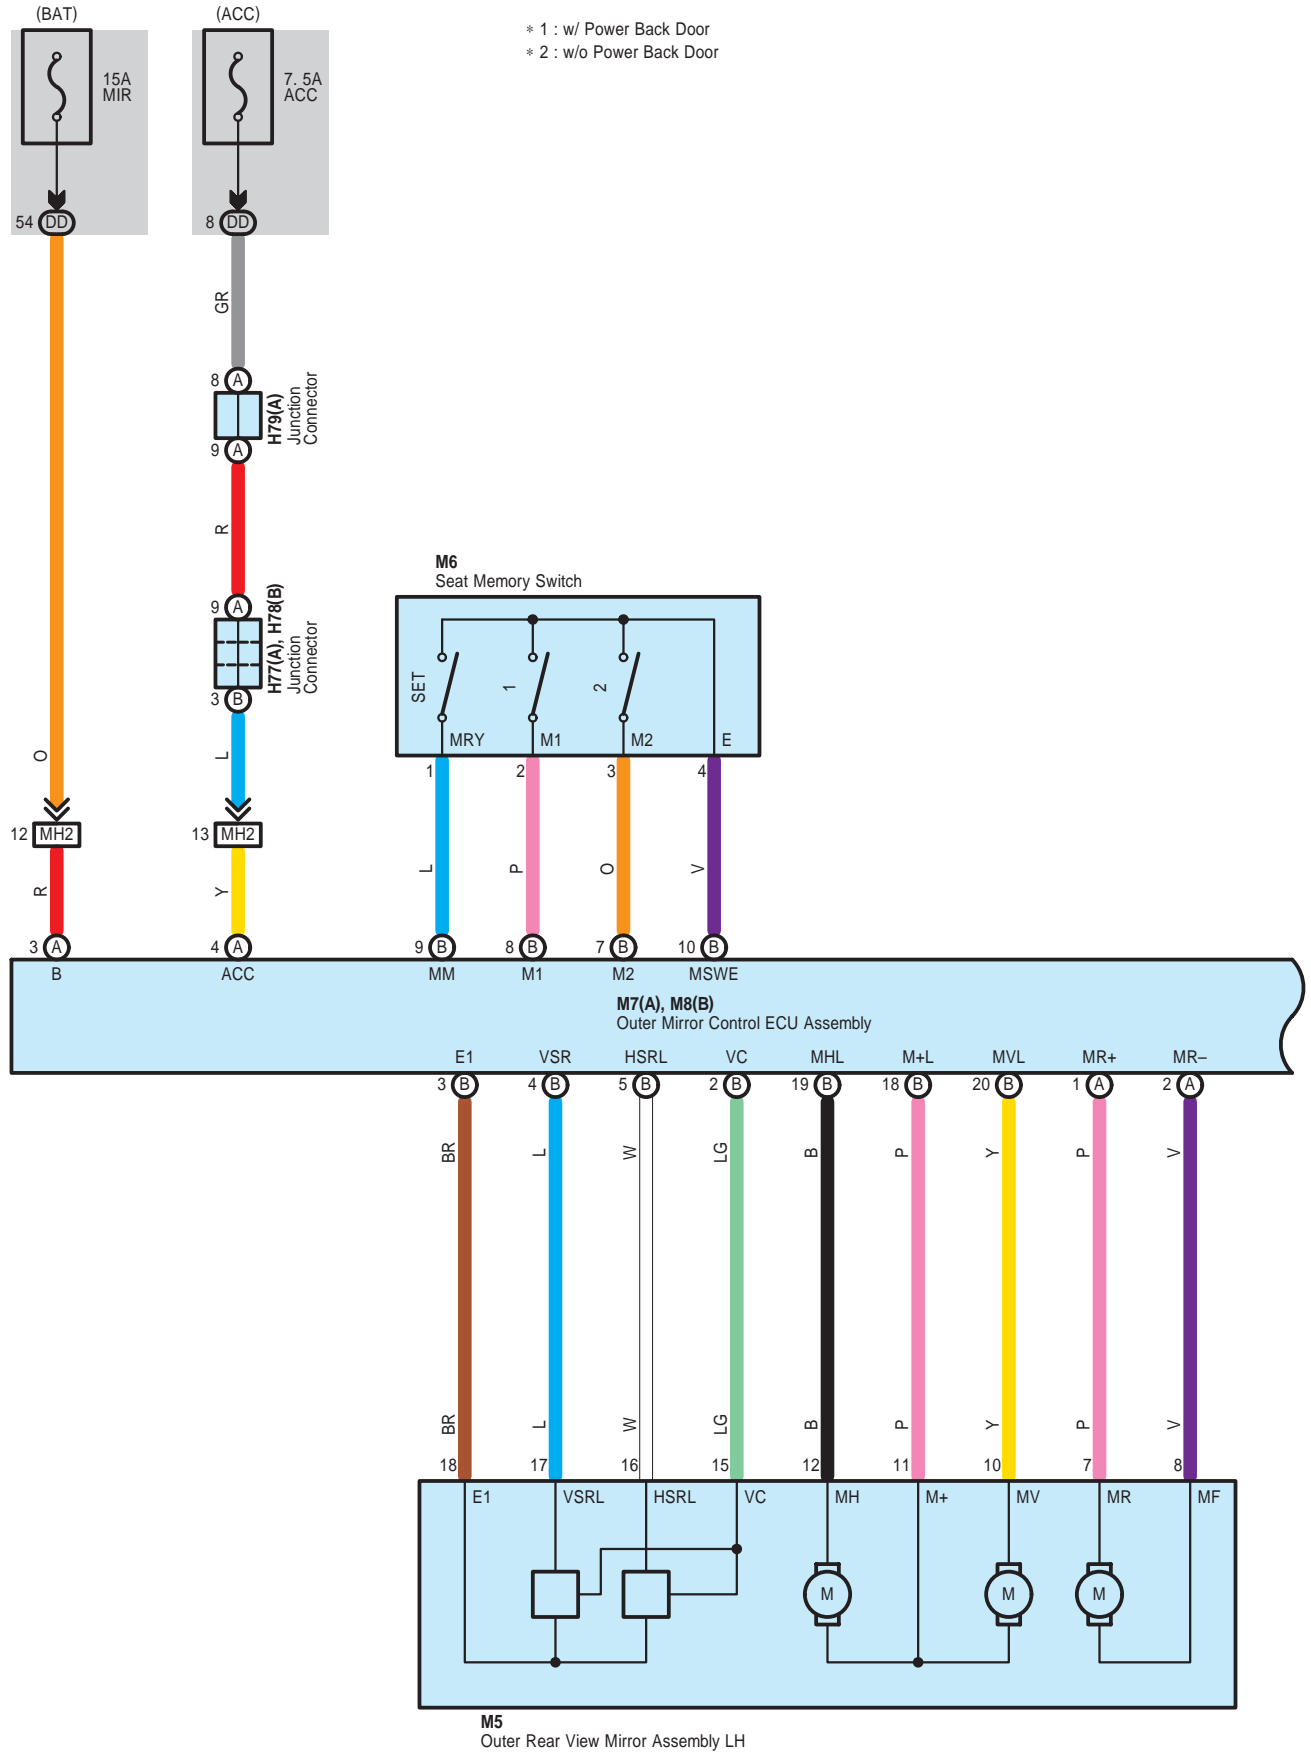 (BAT)
(ACC)
∗ 1 : w/ Power Back Door
∗ 2 : w/o Power Back Door
15A
MIR
7. 5A
ACC
54 DD
8 DD
GR
8 A
H79(A)
Junction
Connector
9 A
R
9 A
H77(A), H78(B)
Junction
Connector
3 B
O
L
12 MH2
13 MH2
R
Y
M6
Seat Memory Switch
SET
1
2
MRY
M1
M2
E
1
2
3
4
L
P
O
V
3 A
4 A
9 B
8 B
7 B
10 B
B
ACC
MM
M1
M2
MSWE
M7(A), M8(B)
Outer Mirror Control ECU Assembly
E1
VSR
HSRL
VC
MHL
M+L
MVL
MR+
MR–
3 B
4 B
5 B
2 B
19 B
18 B
20 B
1 A
2 A
BR
L
W
LG
B
P
Y
P
V
BR
L
W
LG
B
P
Y
P
V
18
17
16
15
12
11
10
7
8
E1
VSRL
HSRL
VC
MH
M+
MV
MR
MF
M
M
M
M5
Outer Rear View Mirror Assembly LH